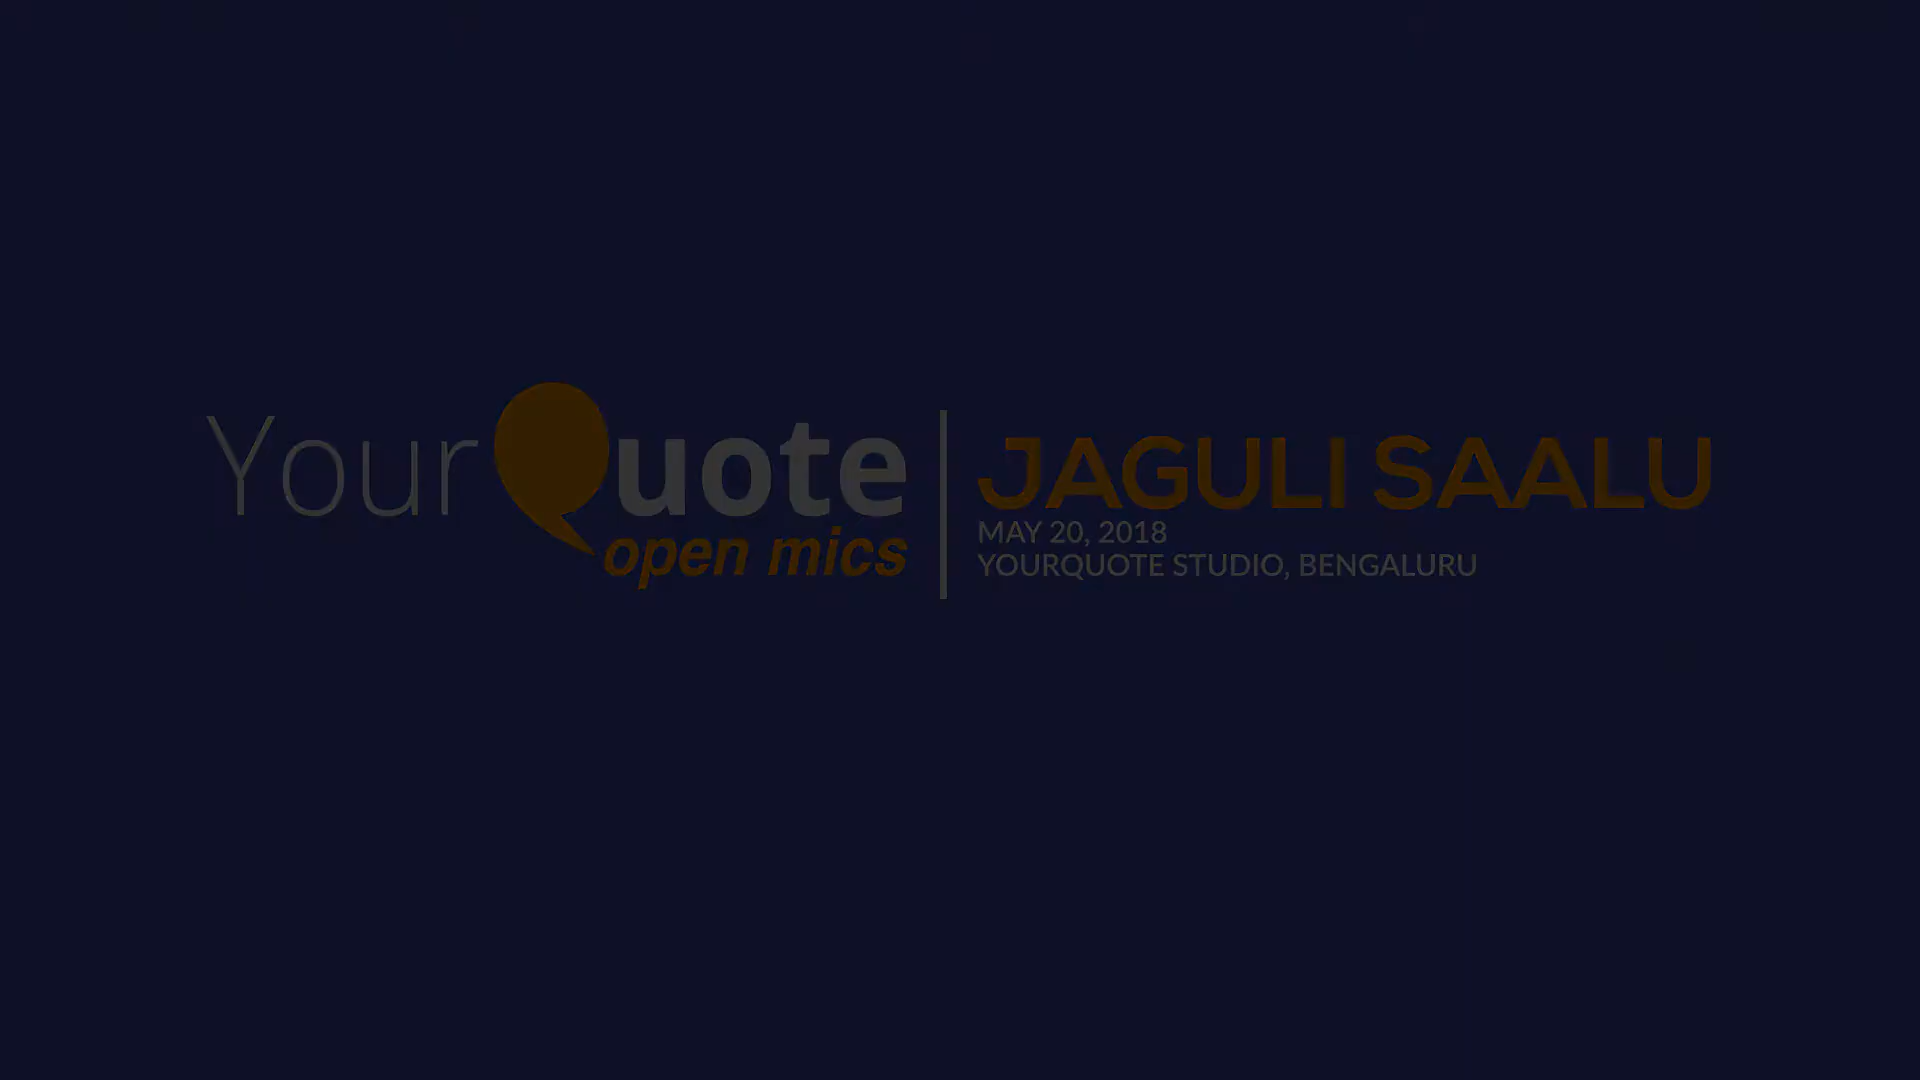 YourQuote
open mics
JAGULI SAALU
MAY 20, 2018
YOURQUOTE STUDIO, BENGALURU